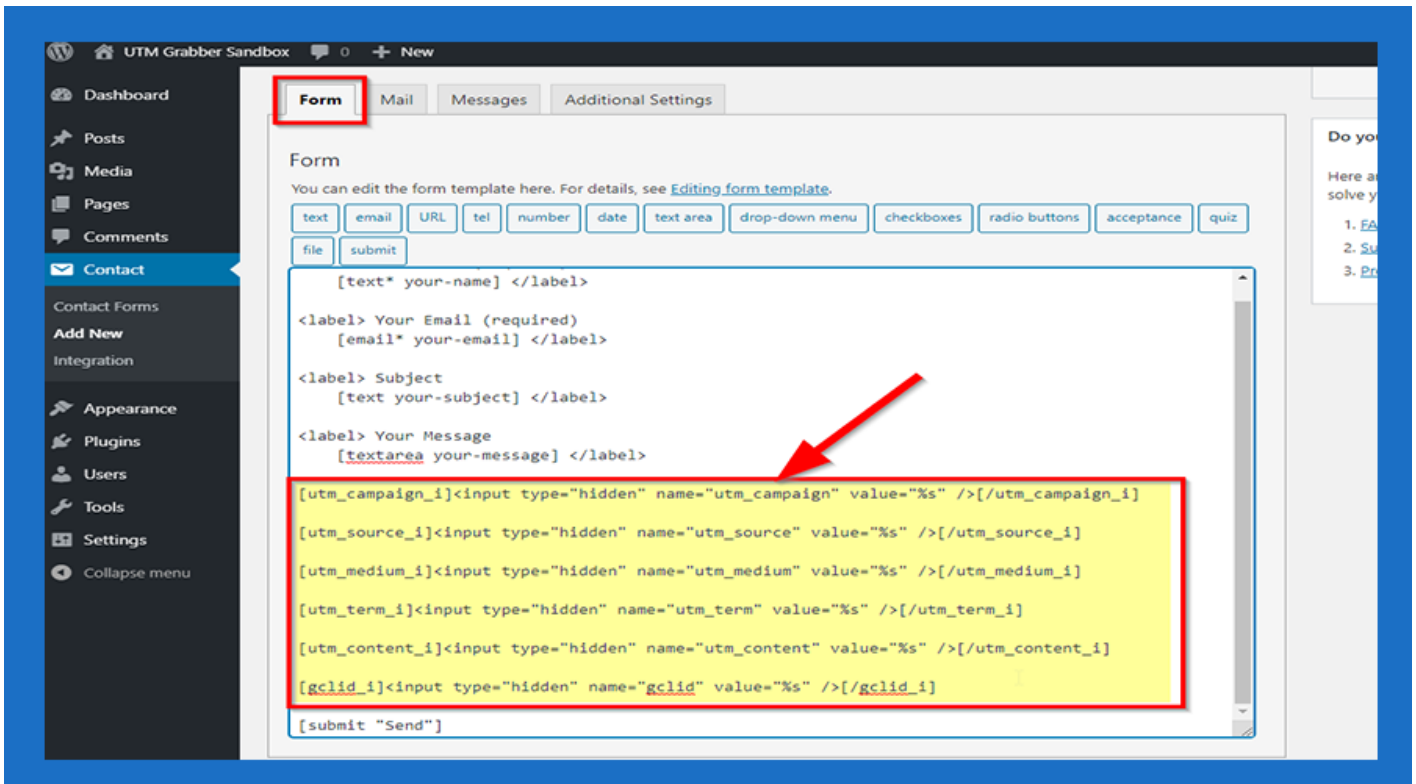 UTM Grabber Sandbox 0 + New
Dashboard
Posts
Media
Pages
Comments
Contact
Contact Forms
Add New
Integration
Appearance
Plugins
Users
Tools
Settings
Collapse menu
Form Mail Messages Additional Settings
Form
You can edit the form template here. For details, see Editing form template.
text email URL tel number date text area drop-down menu checkboxes radio buttons acceptance quiz
file submit
[text* your-name] </label>
<label> Your Email (required)
[email* your-email] </label>
<label> Subject
[text your-subject] </label>
<label> Your Message
[textarea your-message] </label>
[utm_campaign_i]<input type="hidden" name="utm_campaign" value="%s" />[/utm_campaign_i]
[utm_source_i]<input type="hidden" name="utm_source" value="%s" />[/utm_source_i]
[utm_medium_i]<input type="hidden" name="utm_medium" value="%s" />[/utm_medium_i]
[utm_term_i]<input type="hidden" name="utm_term" value="%s" />[/utm_term_i]
[utm_content_i]<input type="hidden" name="utm_content" value="%s" />[/utm_content_i]
[gclid_i]<input type="hidden" name="gclid" value="%s" />[/gclid_i]
[submit "Send"]
Do yo
Here a
solve y
1. FA
2. Su
3. Pr